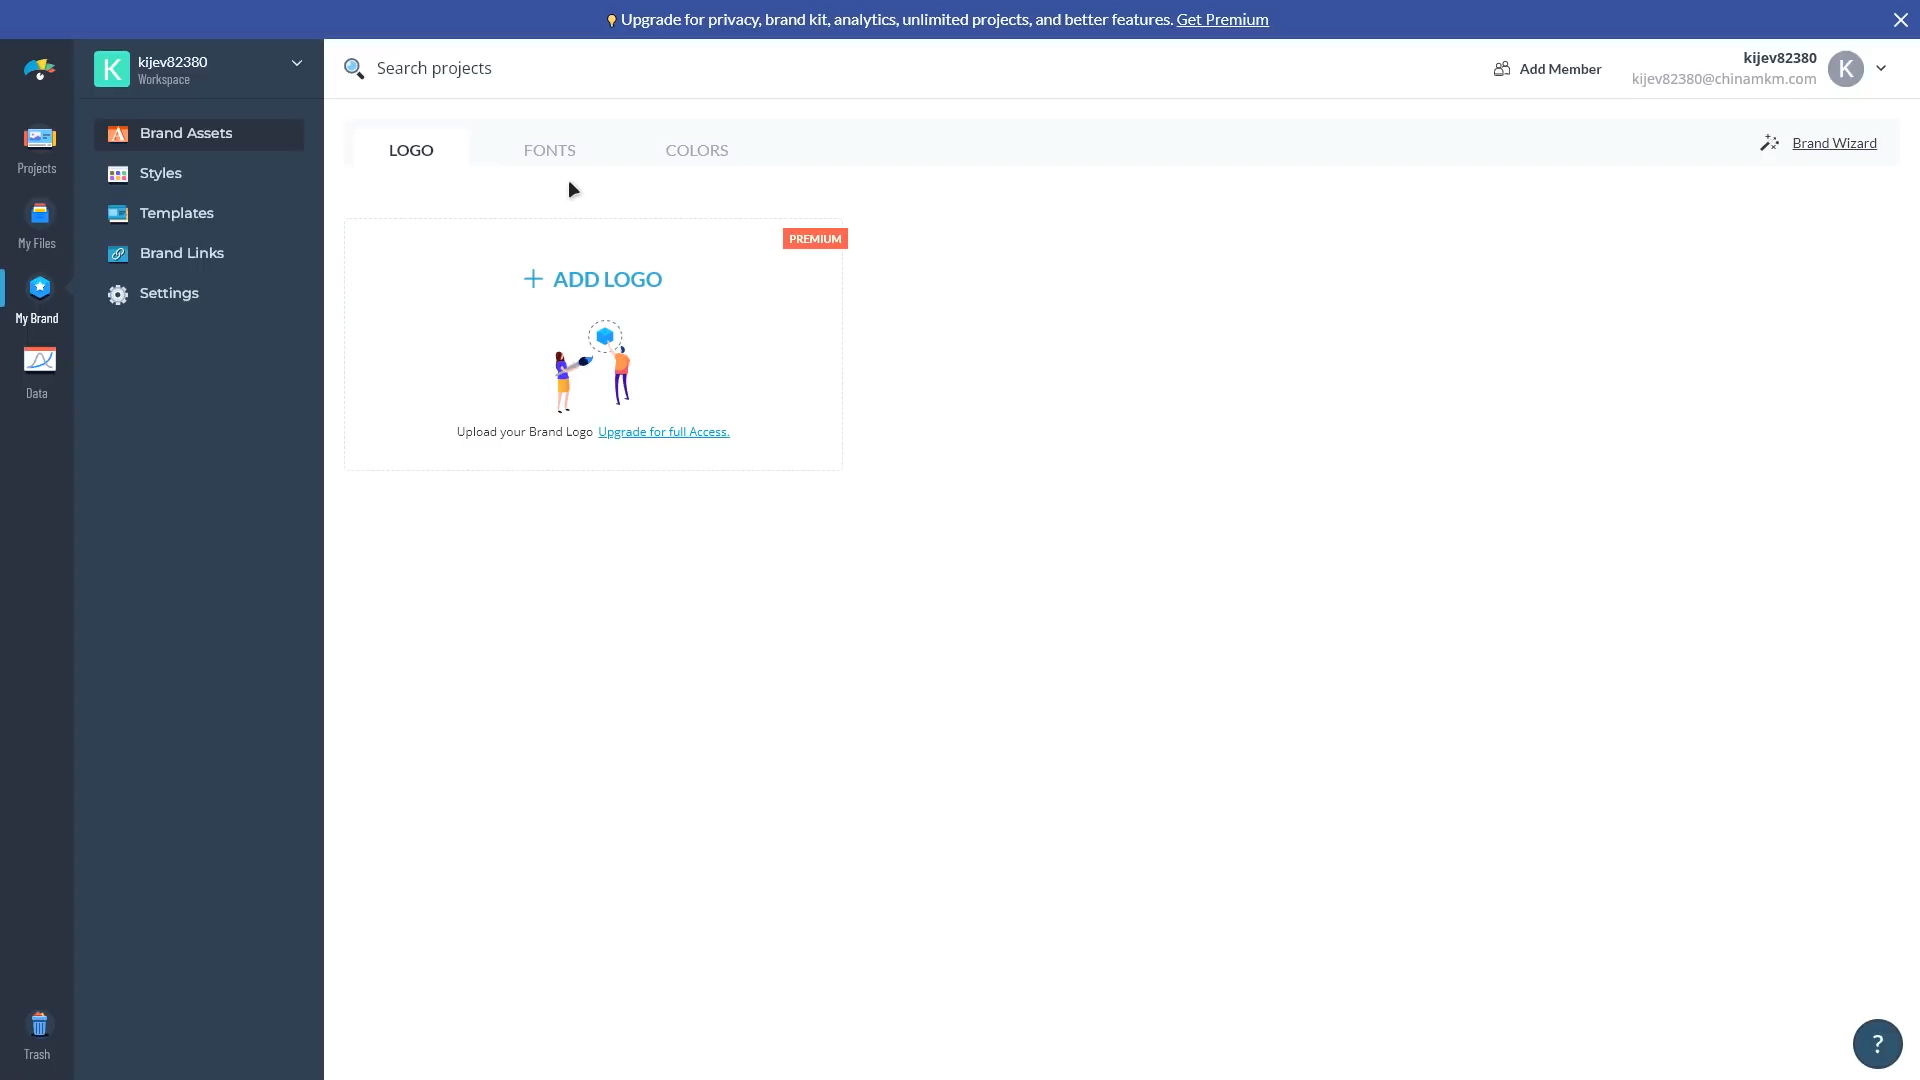 Upgrade for privacy, brand kit, analytics, unlimited projects, and better features. Get Premium
K
kijev82380
Workspace
Search projects
Add Member
kijev82380
kijev82380@chinamkm.com
K
Projects
My Files
My Brand
Data
Trash
Brand Assets
Styles
Templates
Brand Links
Settings
LOGO
FONTS
COLORS
Brand Wizard
PREMIUM
+ ADD LOGO
Upload your Brand Logo Upgrade for full Access.
?